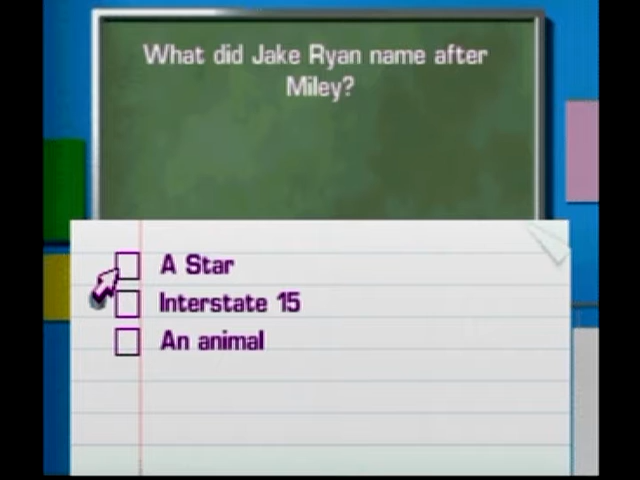 What did Jake Ryan name after
Miley?
A Star
Interstate 15
An animal